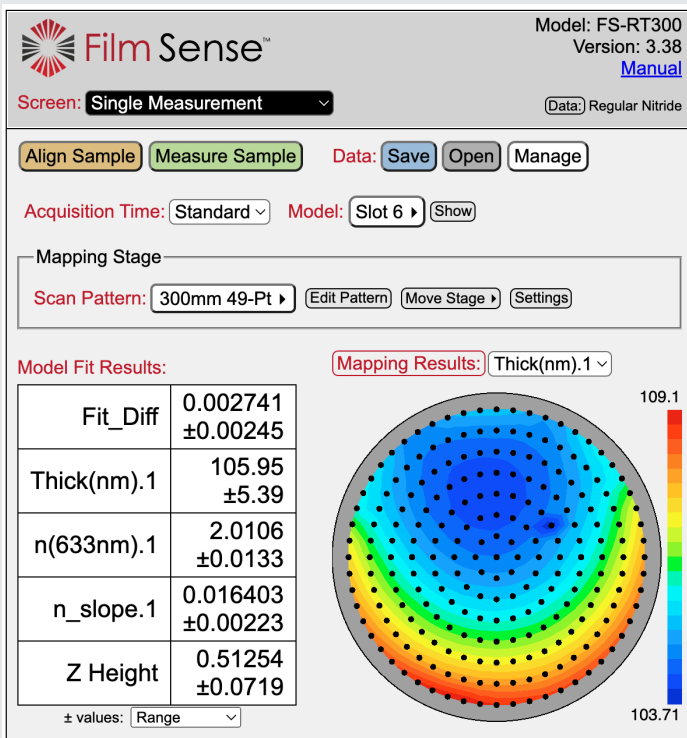 Film Sense™
Model: FS-RT300
Version: 3.38
Manual
Screen: Single Measurement
Data: Regular Nitride
Align Sample Measure Sample Data: Save Open Manage
Acquisition Time: Standard Model: Slot 6 Show
Mapping Stage
Scan Pattern: 300mm 49-Pt Edit Pattern Move Stage Settings
Model Fit Results:
Fit_Diff 0.002741
±0.00245
Thick(nm).1 105.95
±5.39
n(633nm).1 2.0106
±0.0133
n_slope.1 0.016403
±0.00223
Z Height 0.51254
±0.0719
± values: Range
Mapping Results: Thick(nm).1
109.1
103.71